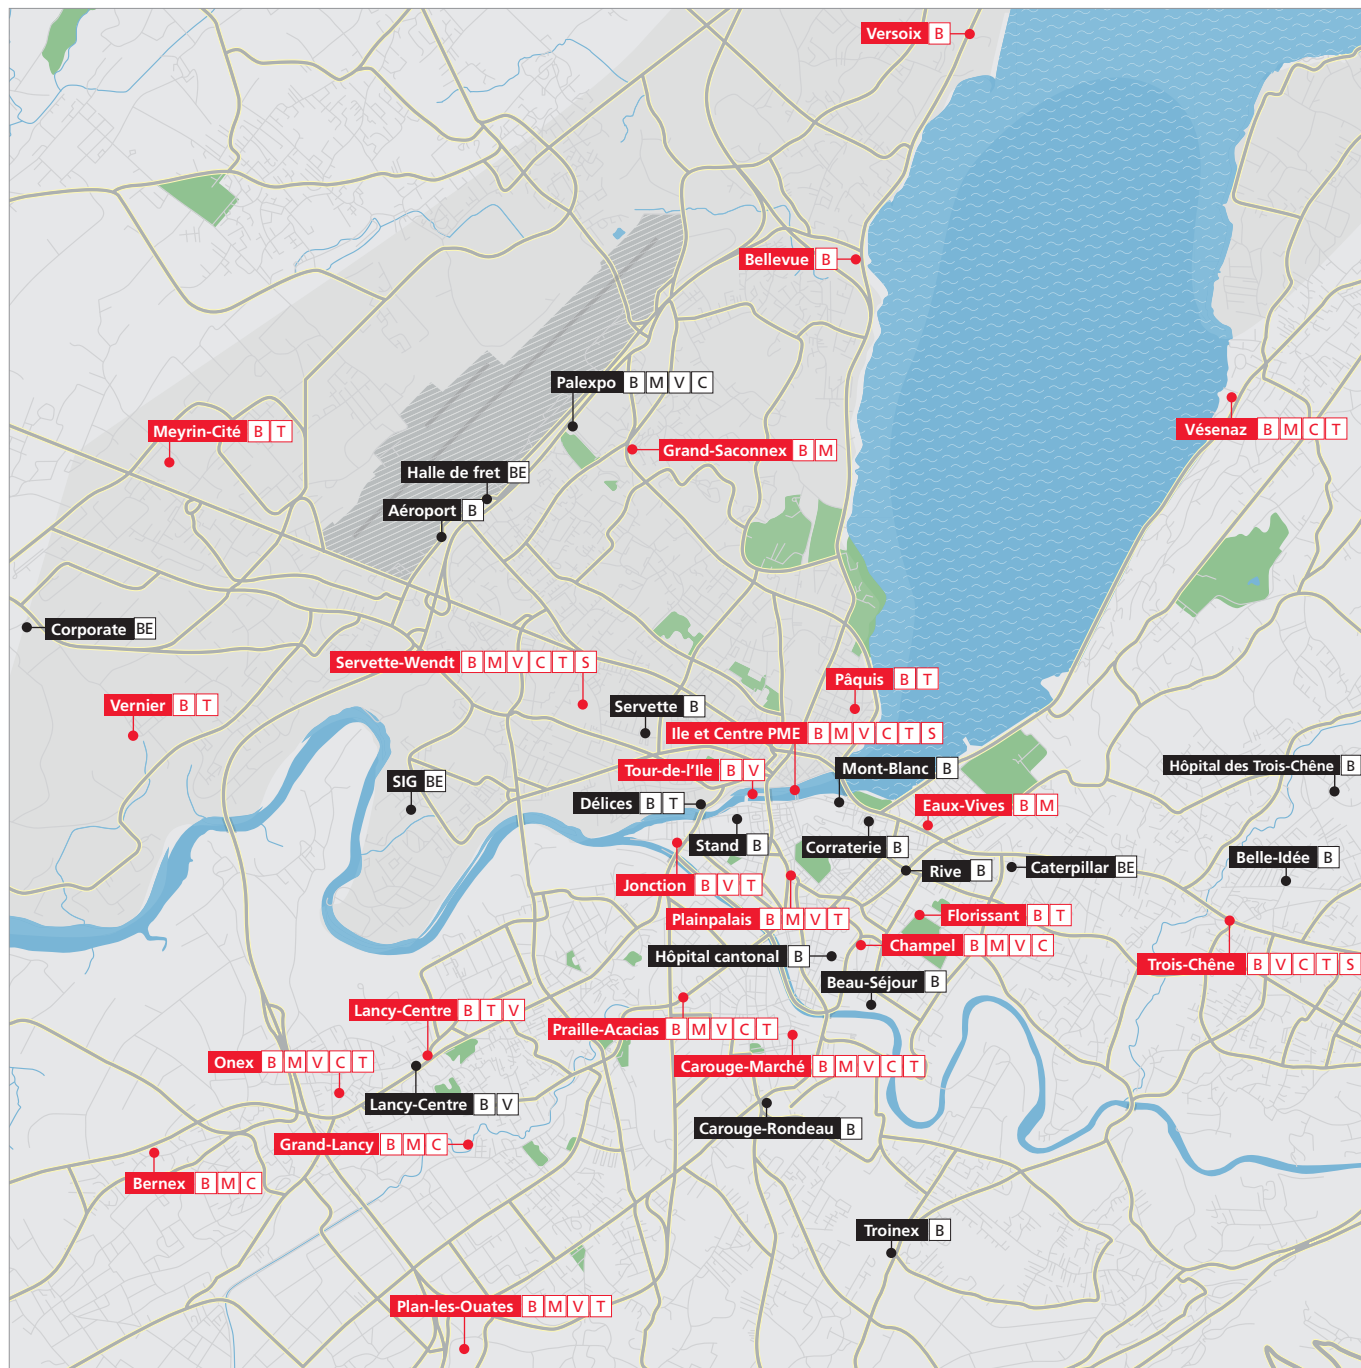 Versoix B
Bellevue B
Palexpo B M V C
Vésenaz B M C T
Meyrin-Cité B T
Grand-Saconnex B M
Halle de fret BE
Aéroport B
Corporate BE
Servette-Wendt B M V C T S
Pâquis B T
Vernier B T
Servette B
Ile et Centre PME B M V C T S
Tour-de-l'Ile B V
Mont-Blanc B
Hôpital des Trois-Chêne B
SIG BE
Délices B T
Eaux-Vives B M
Stand B
Corraterie B
Belle-Idée B
Rive B
Caterpillar BE
Jonction B V T
Plainpalais B M V T
Florissant B T
Champel B M V C
Hôpital cantonal B
Trois-Chêne B V C T S
Beau-Séjour B
Lancy-Centre B T V
Praille-Acacias B M V C T
Onex B M V C T
Carouge-Marché B M V C T
Lancy-Centre B V
Carouge-Rondeau B
Grand-Lancy B M C
Bernex B M C
Troinex B
Plan-les-Ouates B M V T